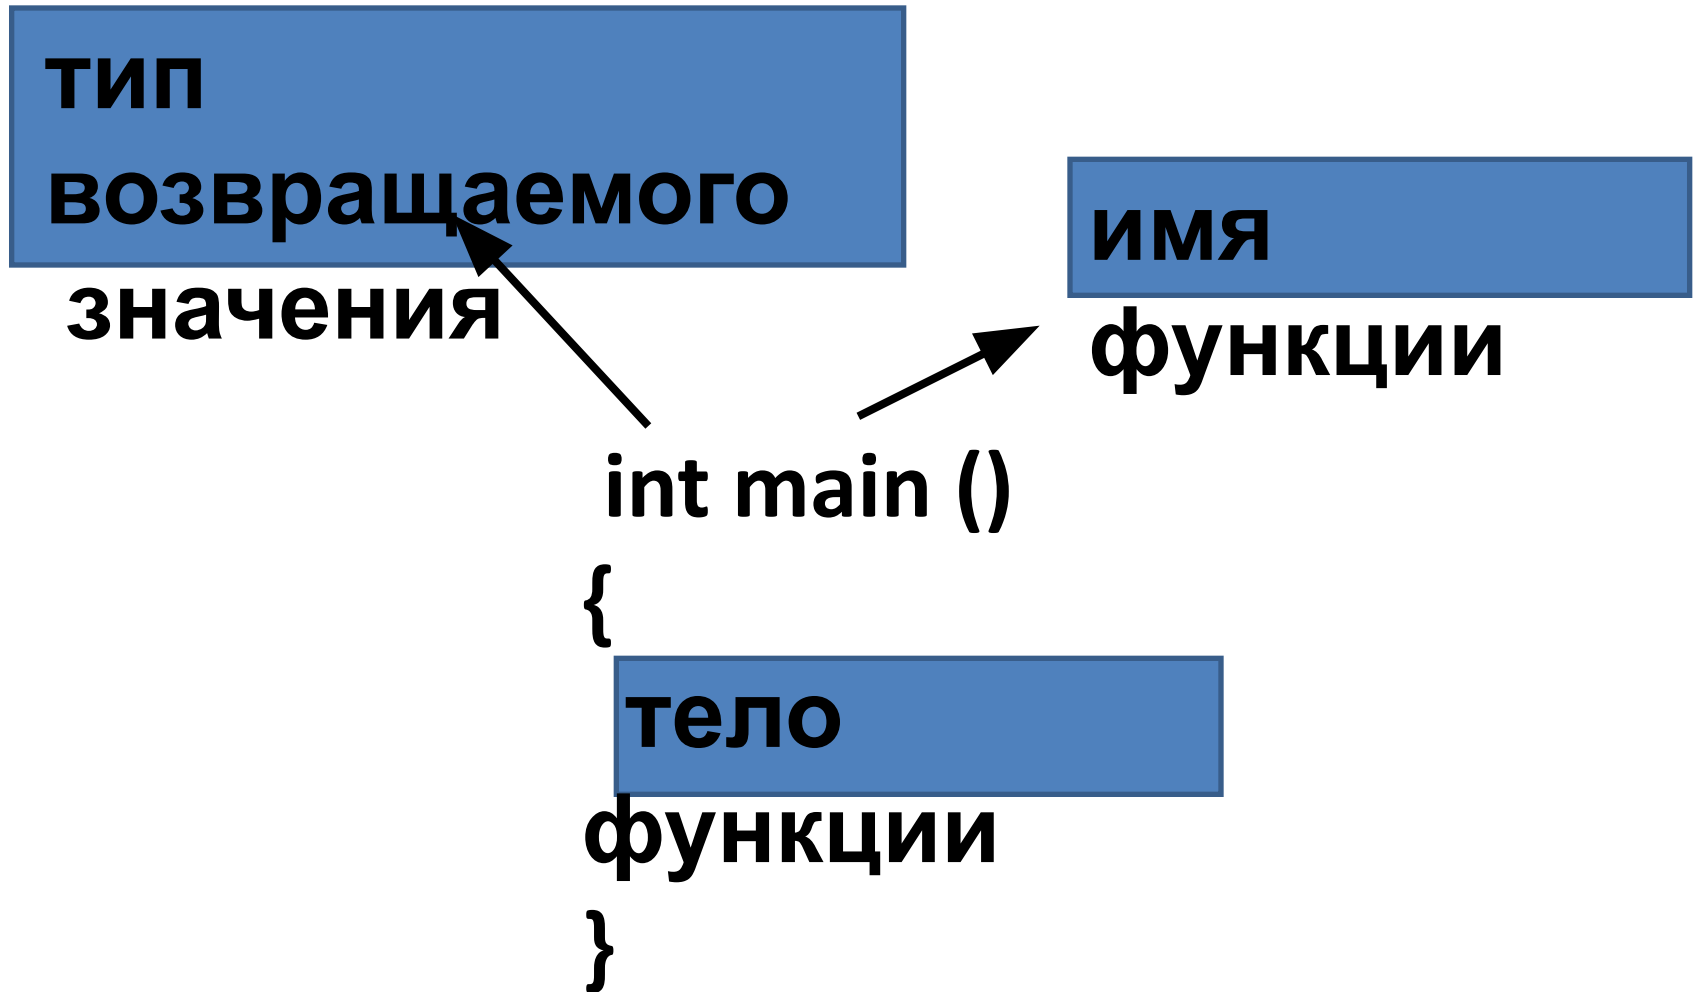 тип
возвращаемого
значения
имя
функции
int main ()
{
тело
функции
}